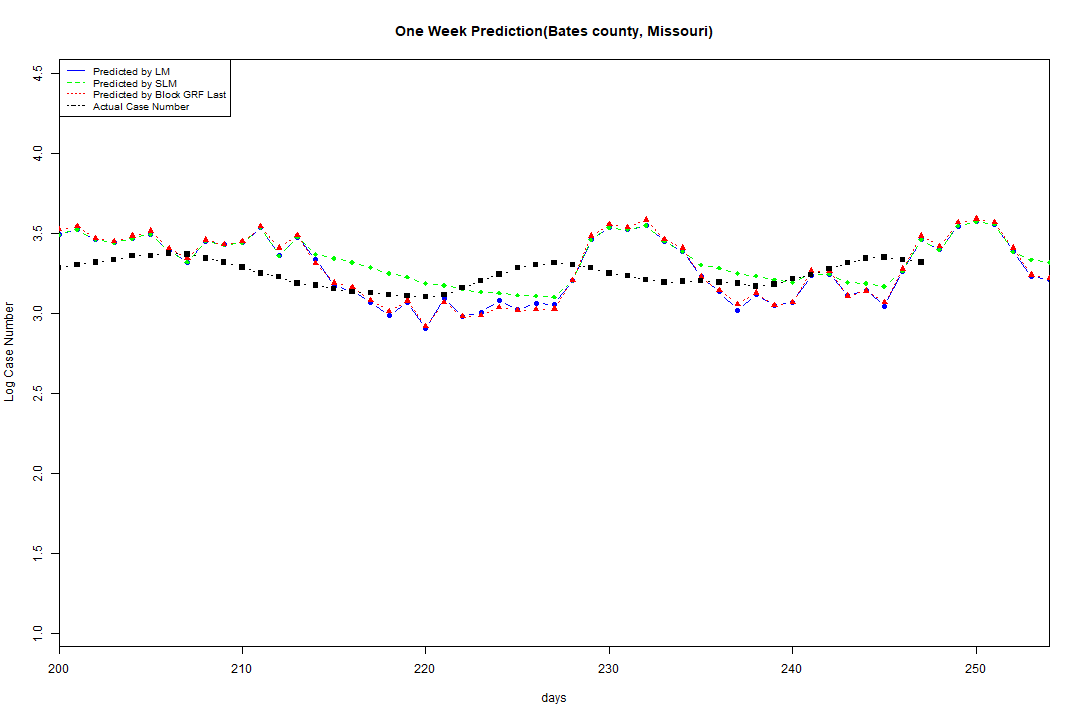 One Week Prediction(Bates county, Missouri)
Predicted by LM
Predicted by SLM
Predicted by Block GRF Last
Actual Case Number
4.5
4.0
3.5
3.0
2.5
2.0
1.5
1.0
Log Case Number
200
210
220
230
240
250
days